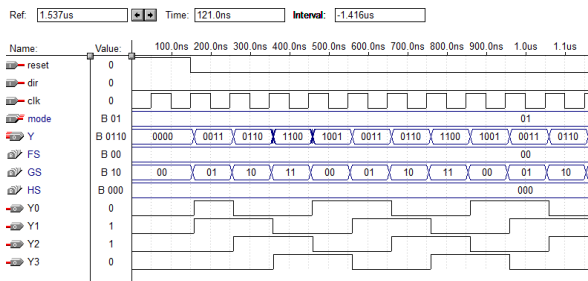 Ref: 1.537us Time: 121.0ns Interval: -1.416us
Name: Value: 100.0ns 200.0ns 300.0ns 400.0ns 500.0ns 600.0ns 700.0ns 800.0ns 900.0ns 1.0us 1.1us
reset 0
dir 0
clk 0
mode B 01 01
Y B 0110 0000 0011 0110 1100 1001 0011 0110 1100 1001 0011 0110
FS B 00 00
GS B 10 00 01 10 11 00 01 10 11 00 01 10
HS B 000 000
Y0 0
Y1 1
Y2 1
Y3 0